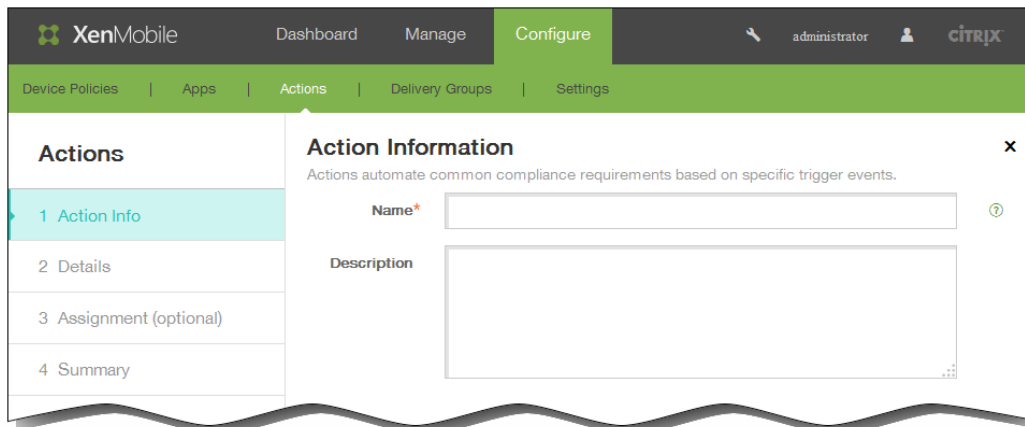 XenMobile Dashboard Manage Configure administrator CITRIX
Device Policies | Apps | Actions | Delivery Groups | Settings
Actions
1 Action Info
2 Details
3 Assignment (optional)
4 Summary
Action Information
x
Actions automate common compliance requirements based on specific trigger events.
Name*
?
Description